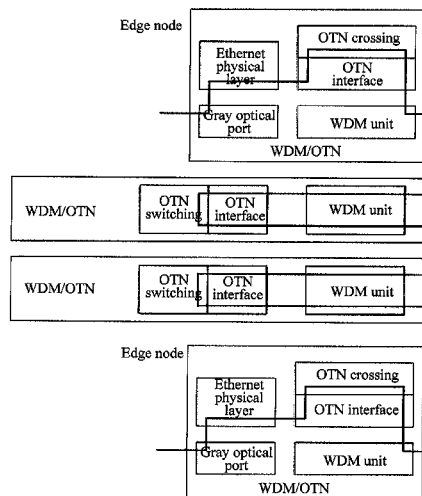 Edge node
Ethernet
physical
layer
OTN crossing
OTN
interface
Gray optical
port
WDM unit
WDM/OTN
WDM/OTN
OTN
switching
OTN
interface
WDM unit
WDM/OTN
OTN
switching
OTN
interface
WDM unit
Edge node
Ethernet
physical
layer
OTN crossing
OTN interface
Gray optical
port
WDM unit
WDM/OTN